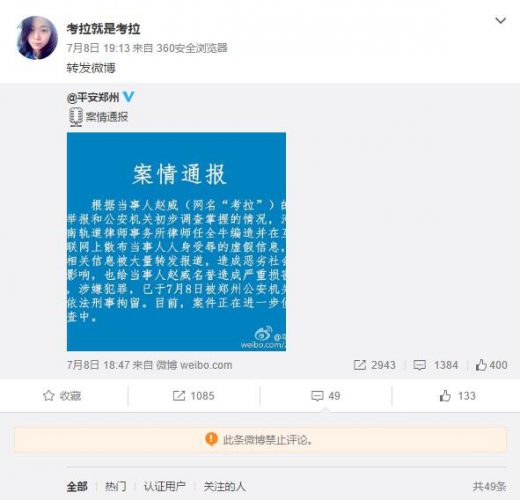 考拉就是考拉
7月8日 19:13 来自 360安全浏览器
转发微博
@平安郑州
案情通报
案情通报
根据当事人赵威（网名“考拉”）的
举报和公安机关初步调查掌握的情况，河
南轨道律师事务所律师任全牛编造并在互
联网上散布当事人人身受辱的虚假信息，
相关信息被大量转发报道，造成恶劣社会
影响，也给当事人赵威名誉造成严重损害
，涉嫌犯罪，已于7月8日被郑州公安机关
依法刑事拘留。目前，案件正在进一步侦
查中。
weibo.com/
7月8日 18:47 来自 微博 weibo.com 2943 1384 400
收藏 1085 49 133
此条微博禁止评论。
全部 热门 认证用户 关注的人 共49条